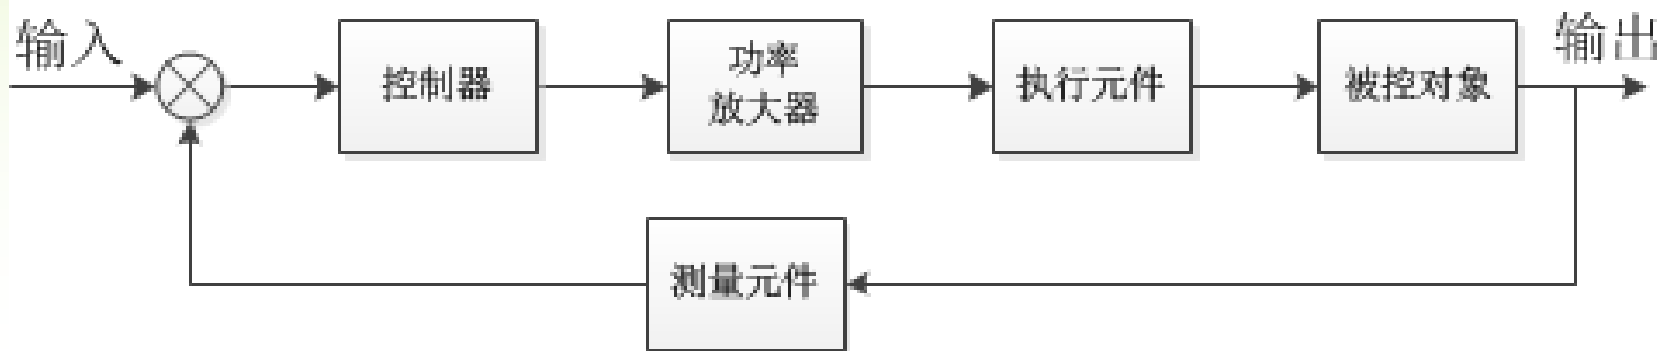 输入
控制器
功率
放大器
执行元件
被控对象
输出
测量元件